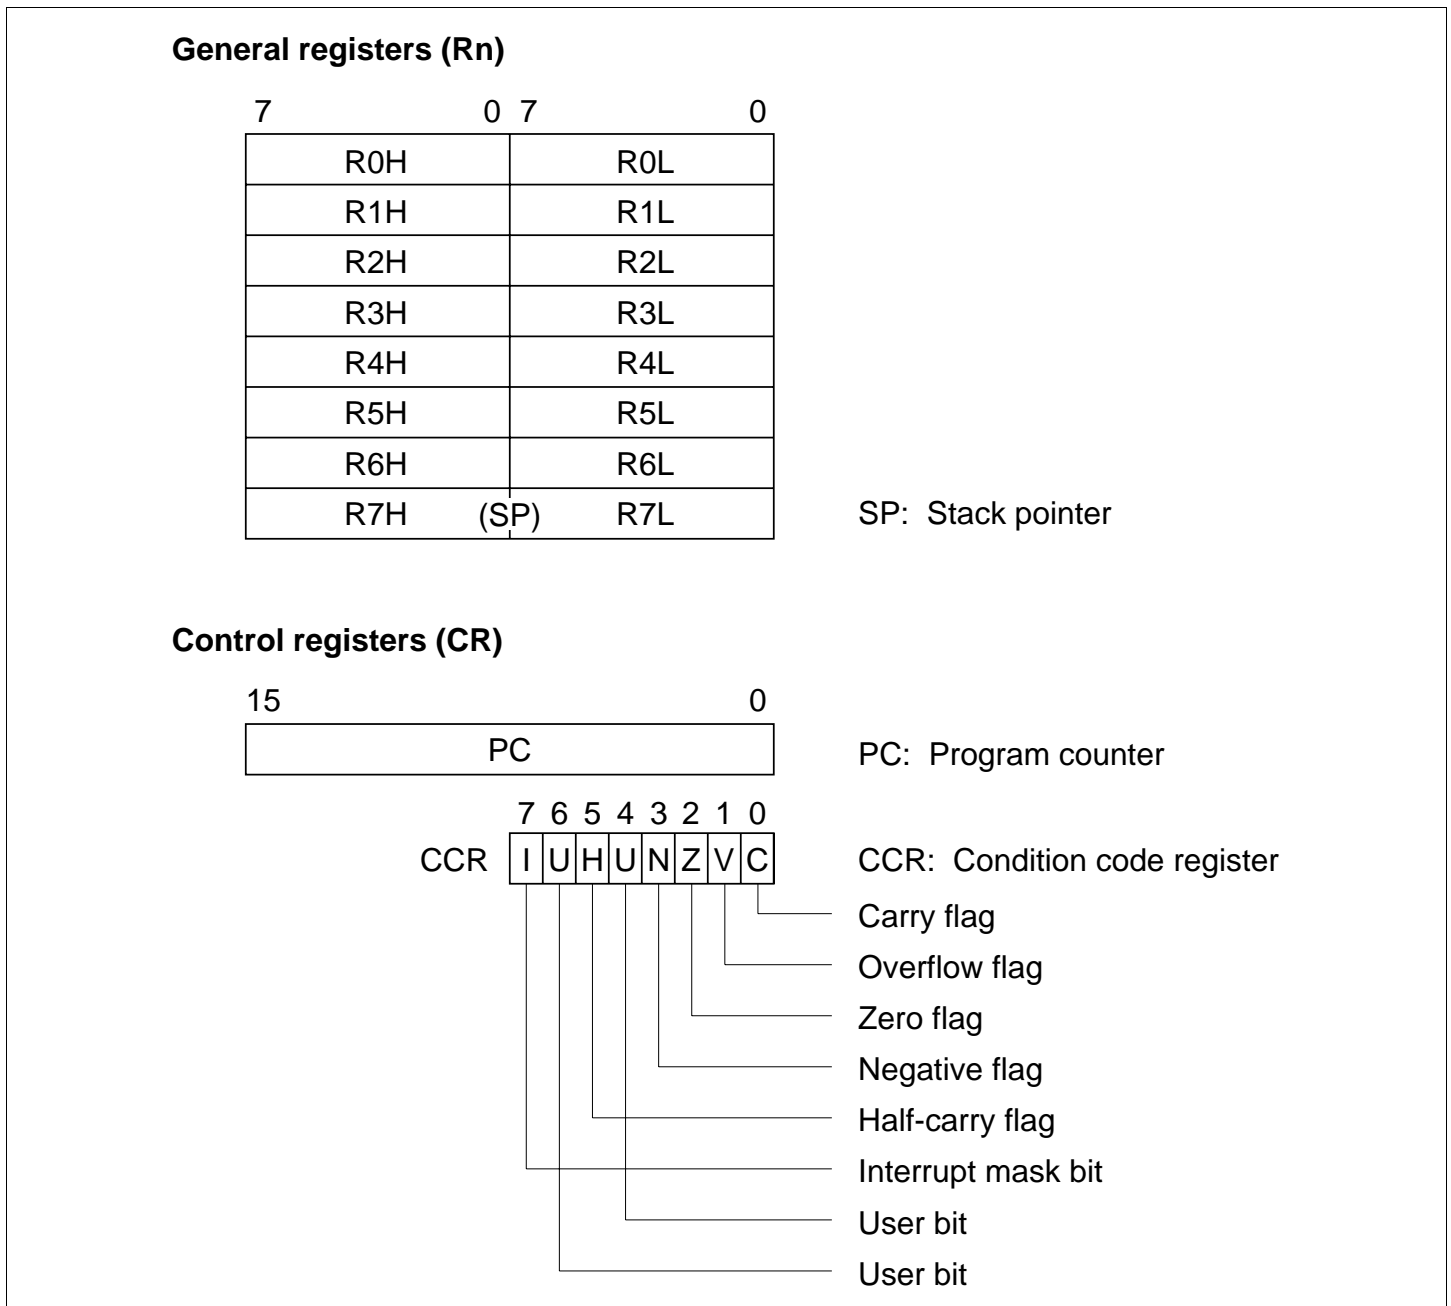 General registers (Rn)
7 0 7 0
R0H R0L
R1H R1L
R2H R2L
R3H R3L
R4H R4L
R5H R5L
R6H R6L
R7H (SP) R7L SP: Stack pointer
Control registers (CR)
15 0
PC PC: Program counter
7 6 5 4 3 2 1 0
CCR I U H U N Z V C CCR: Condition code register
Carry flag
Overflow flag
Zero flag
Negative flag
Half-carry flag
Interrupt mask bit
User bit
User bit